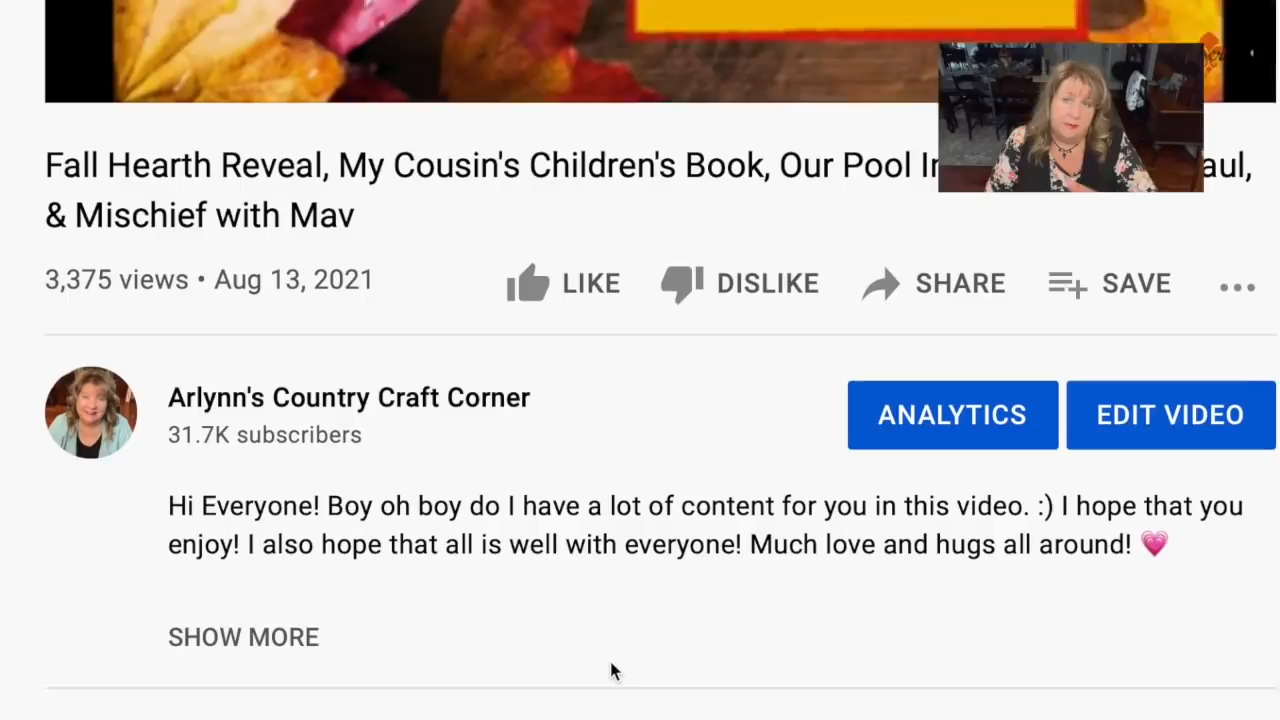 Fall Hearth Reveal, My Cousin's Children's Book, Our Pool
& Mischief with Mav
3,375 views • Aug 13, 2021
LIKE
DISLIKE
SHARE
SAVE
Arlynn's Country Craft Corner
31.7K subscribers
ANALYTICS
EDIT VIDEO
Hi Everyone! Boy oh boy do I have a lot of content for you in this video. :) I hope that you
enjoy! I also hope that all is well with everyone! Much love and hugs all around! 💗
SHOW MORE